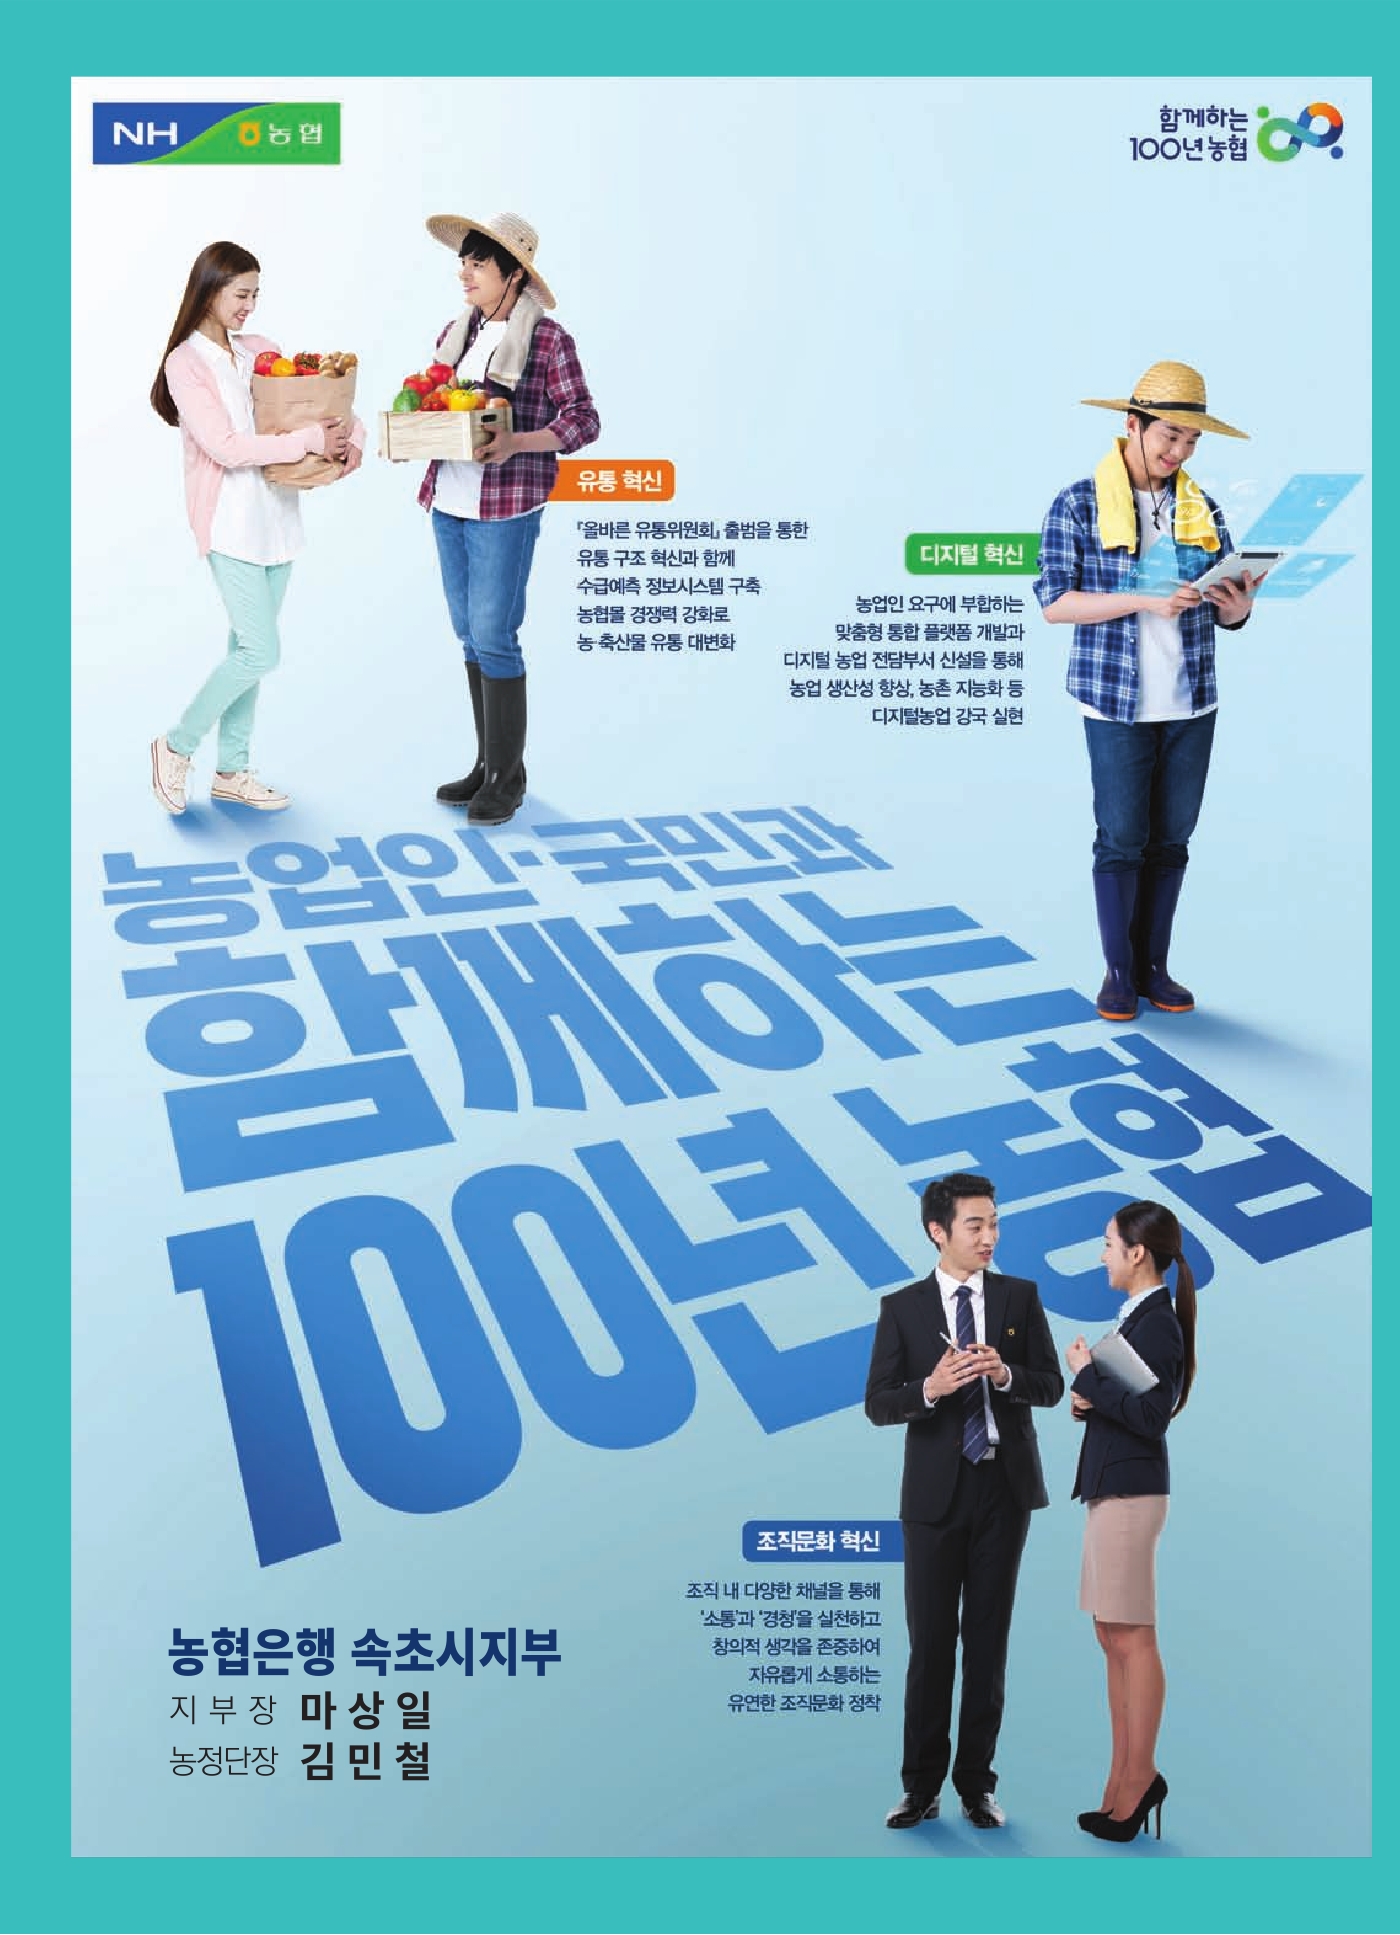 NH 농협
함께하는
100년 농협
유통 혁신
『올바른 유통위원회』 출범을 통한
유통 구조 혁신과 함께
수급예측 정보시스템 구축
농협몰 경쟁력 강화로
농·축산물 유통 대변화
디지털 혁신
농업인 요구에 부합하는
맞춤형 통합 플랫폼 개발과
디지털 농업 전담부서 신설을 통해
농업 생산성 향상, 농촌 지능화 등
디지털농업 강국 실현
농업인·국민과
함께하는
100년 농협
조직문화 혁신
조직 내 다양한 채널을 통해
'소통'과 '경청'을 실천하고
창의적 생각을 존중하여
자유롭게 소통하는
유연한 조직문화 정착
농협은행 속초시지부
지 부 장 마 상 일
농정단장 김 민 철